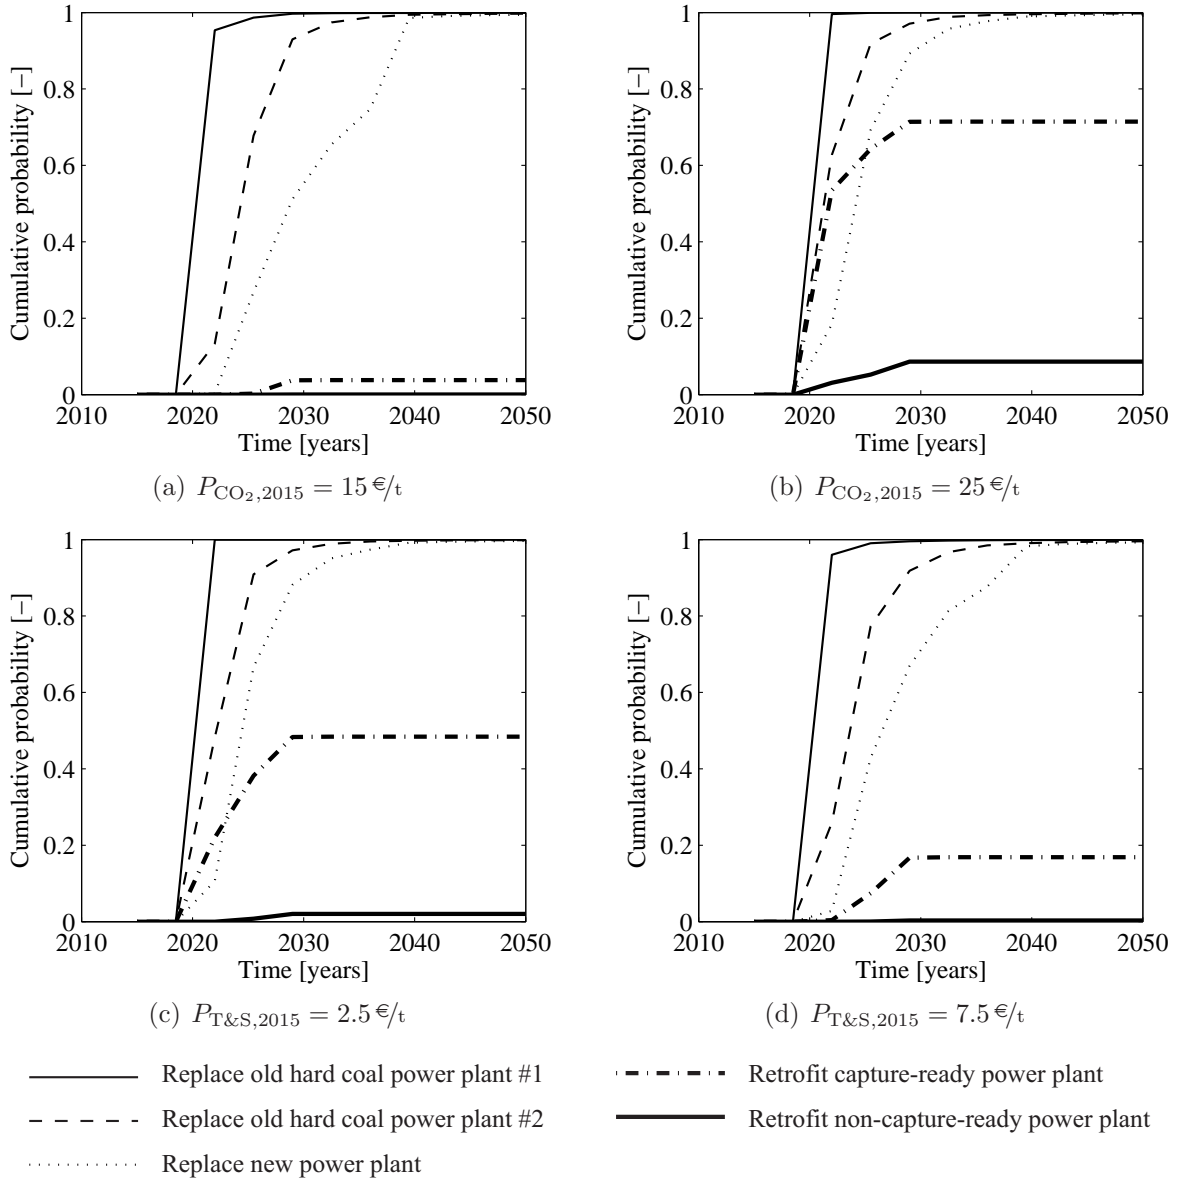 1
0.8
0.6
0.4
0.2
0
Cumulative probability [−]
2010 2020 2030 2040 2050
Time [years]
(a) P_CO₂,2015 = 15 €/t
1
0.8
0.6
0.4
0.2
0
Cumulative probability [−]
2010 2020 2030 2040 2050
Time [years]
(b) P_CO₂,2015 = 25 €/t
1
0.8
0.6
0.4
0.2
0
Cumulative probability [−]
2010 2020 2030 2040 2050
Time [years]
(c) P_T&S,2015 = 2.5 €/t
1
0.8
0.6
0.4
0.2
0
Cumulative probability [−]
2010 2020 2030 2040 2050
Time [years]
(d) P_T&S,2015 = 7.5 €/t
Replace old hard coal power plant #1
Replace old hard coal power plant #2
Replace new power plant
Retrofit capture-ready power plant
Retrofit non-capture-ready power plant